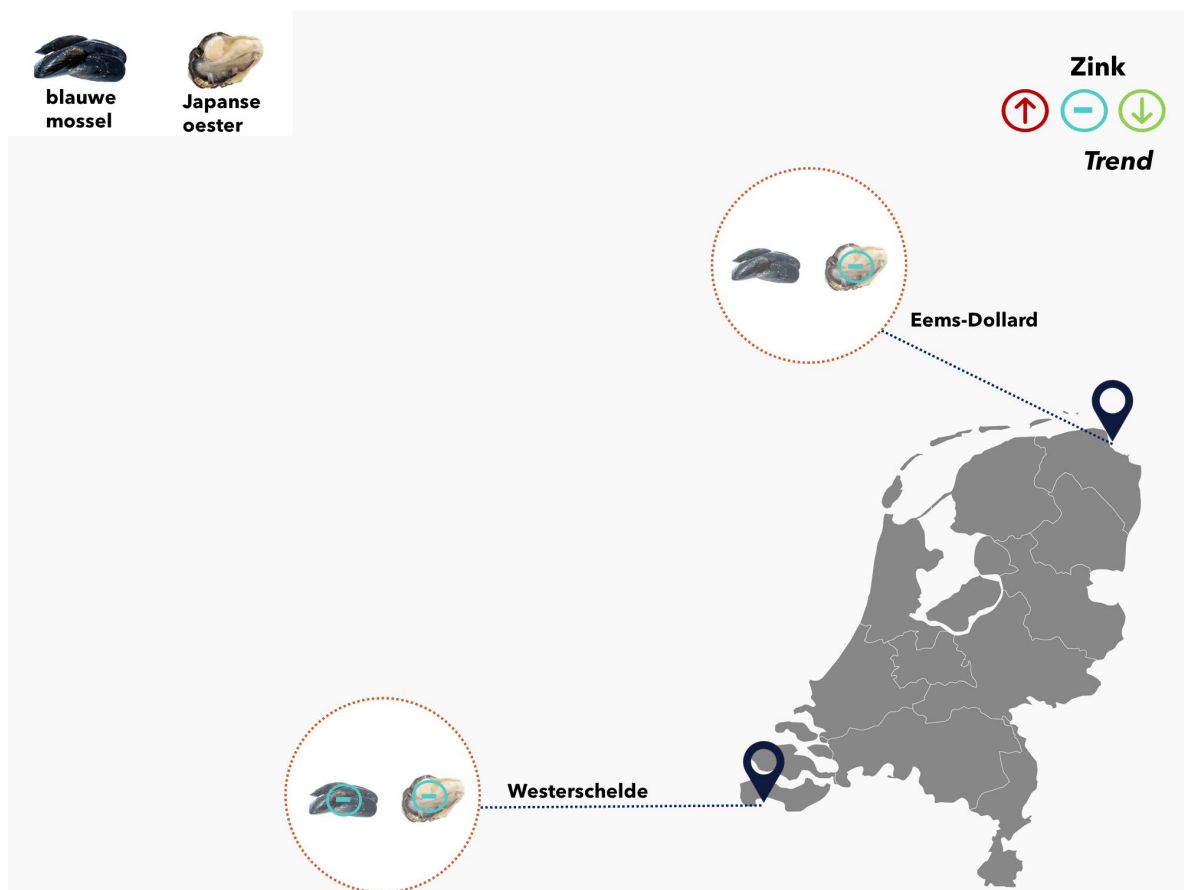 blauwe
mossel
Japanse
oester
Zink
Trend
Eems-Dollard
Westerschelde